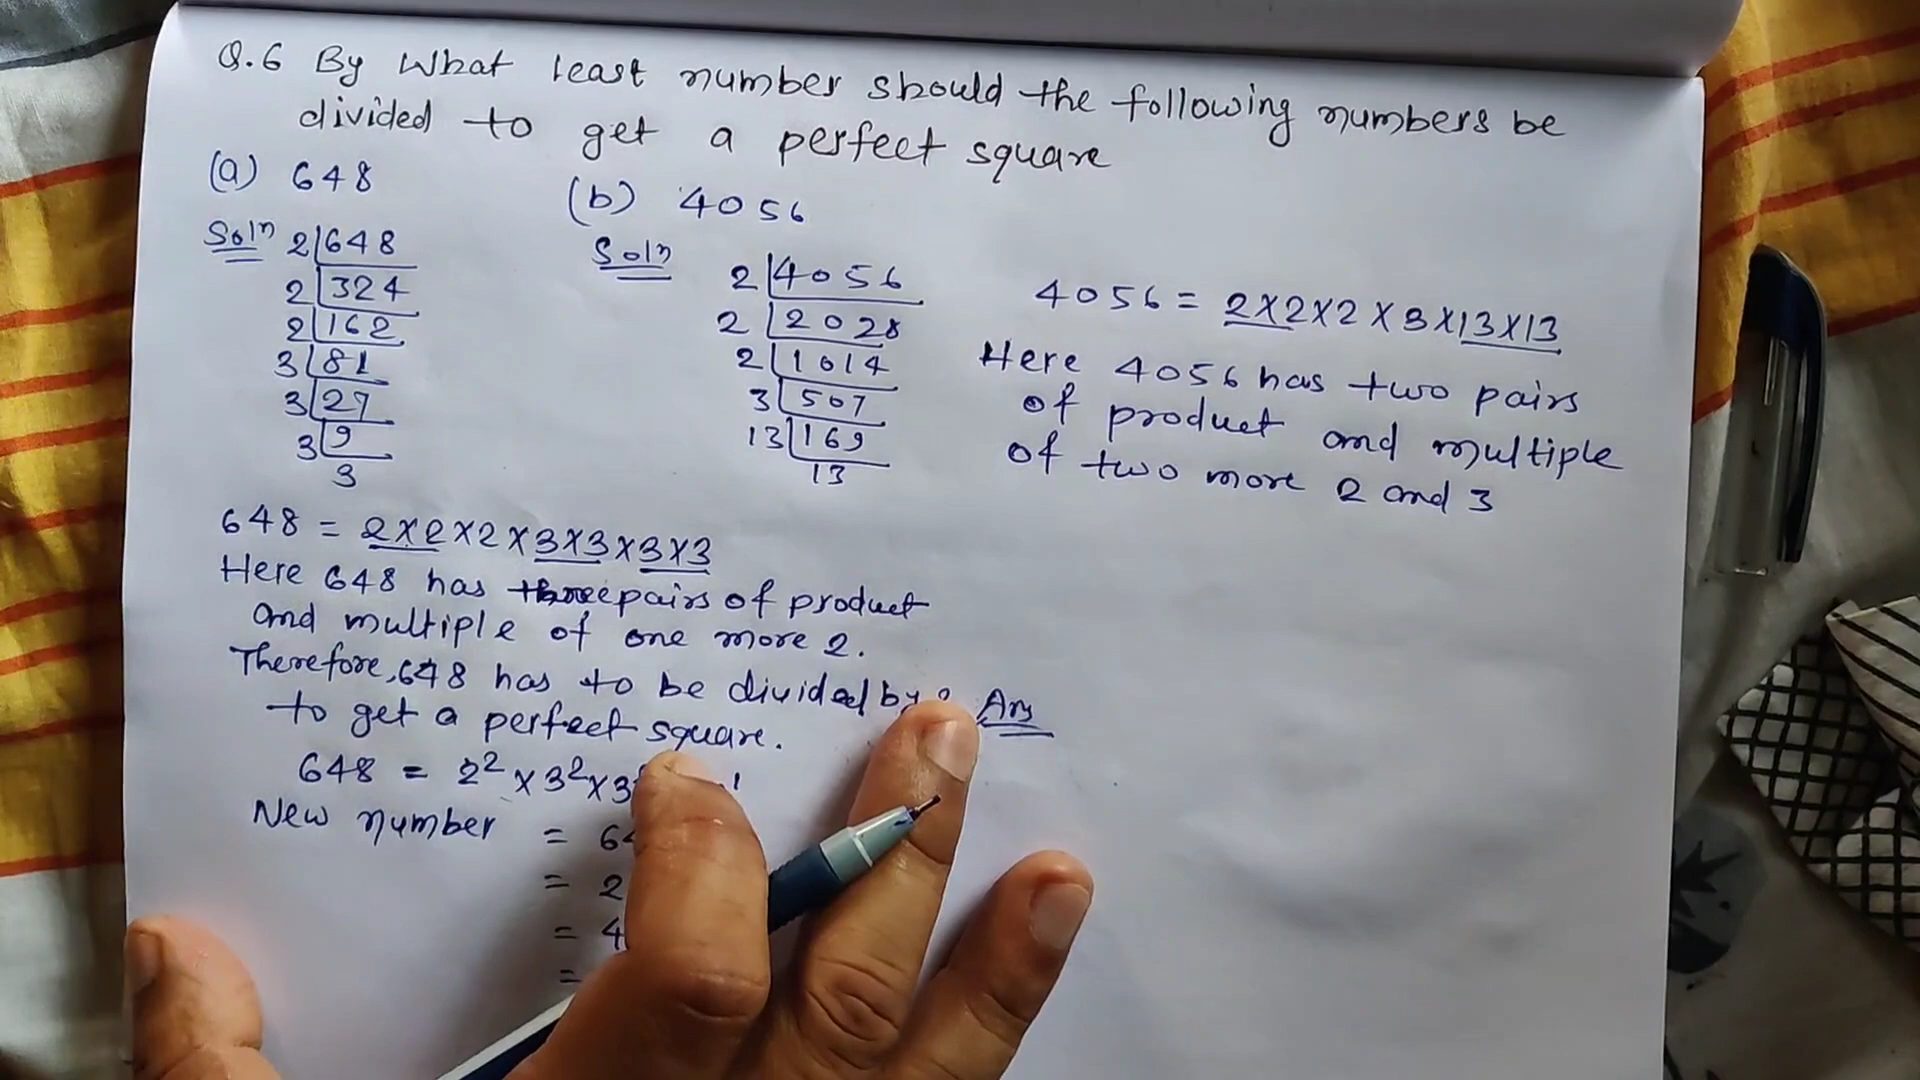 Q.6 By What least number should the following numbers be
divided to get a perfect square
(a) 648
(b) 4056
Soln 2|648
2|324
2|162
3|81
3|27
3|9
3
Soln
2|4056
2|2028
2|1014
3|507
13|169
13
4056 = 2×2×2×3×13×13
Here 4056 has two pairs
of product and multiple
of two more 2 and 3
648 = 2×2×2×3×3×3×3
Here 648 has three pairs of product
and multiple of one more 2.
Therefore, 648 has to be divided by Ans
to get a perfect square.
648 = 2²×3²×3
New number = 64
= 2
= 4
=